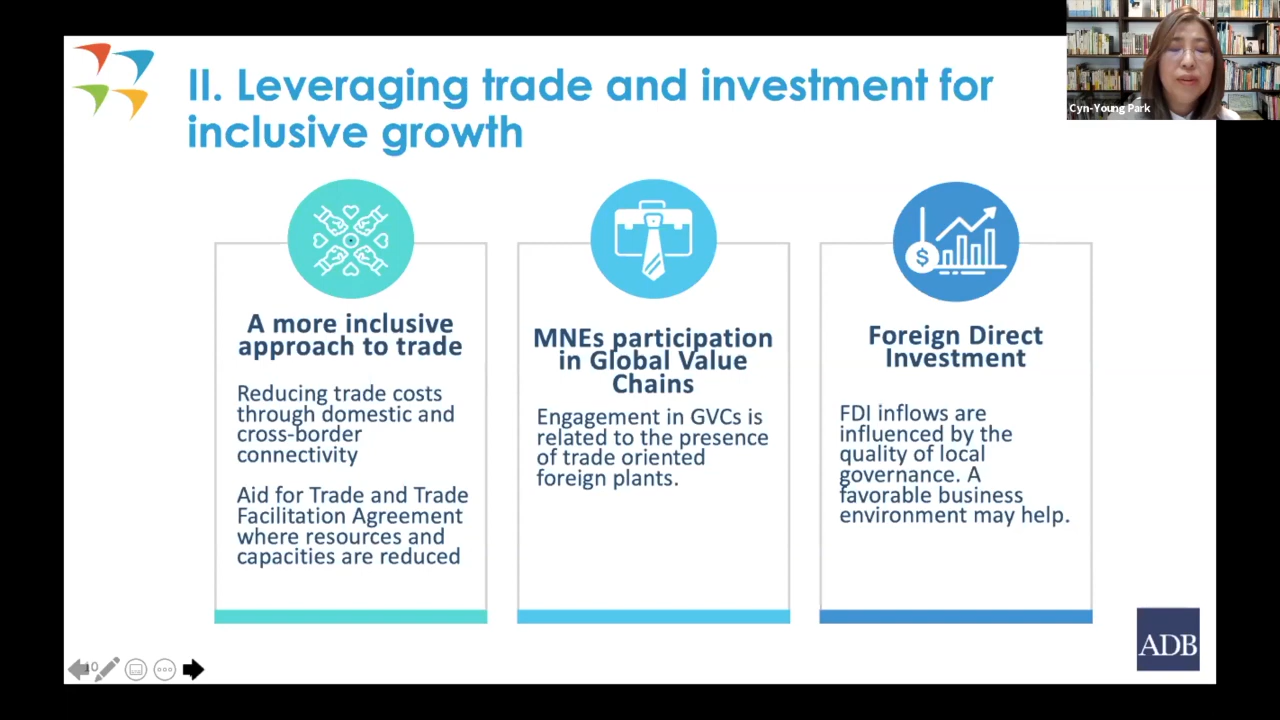 II. Leveraging trade and investment for
inclusive growth
Cyn-Young Park
A more inclusive
approach to trade
Reducing trade costs
through domestic and
cross-border
connectivity
Aid for Trade and Trade
Facilitation Agreement
where resources and
capacities are reduced
MNEs participation
in Global Value
Chains
Engagement in GVCs is
related to the presence
of trade oriented
foreign plants.
$
Foreign Direct
Investment
FDI inflows are
influenced by the
quality of local
governance. A
favorable business
environment may help.
10
ADB